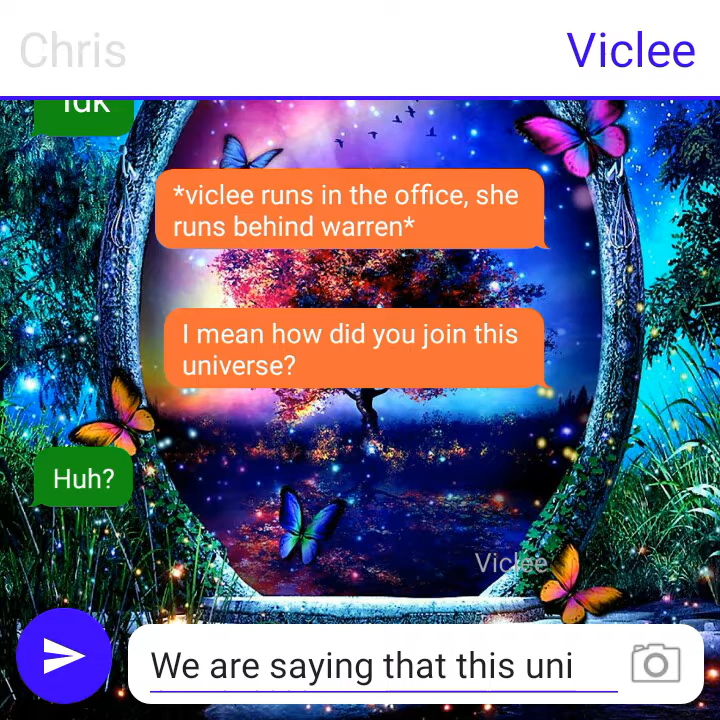 Chris
Viclee
Idk
*viclee runs in the office, she
runs behind warren*
I mean how did you join this
universe?
Huh?
Viclee
We are saying that this uni